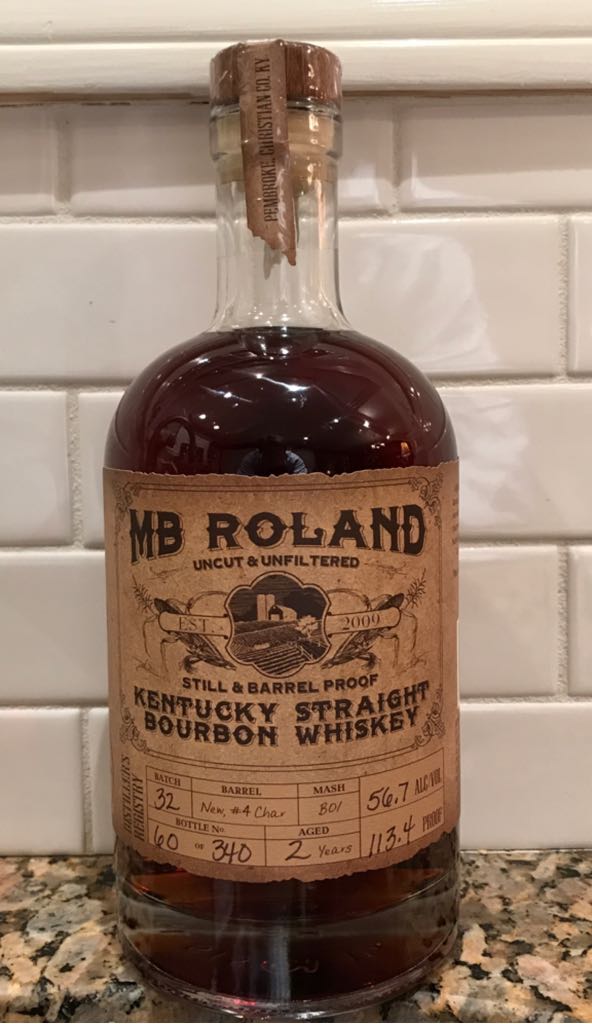 PEMBROKE, CHRISTIAN CO. KY.
MB ROLAND
UNCUT & UNFILTERED
EST. 2009
STILL & BARREL PROOF
KENTUCKY STRAIGHT
BOURBON WHISKEY
DISTILLER'S
REGISTRY
BATCH BARREL MASH
32 New, #4 Char BO1 56.7 ALC/VOL
BOTTLE No. AGED
60 OF 340 2 Years 113.4 PROOF